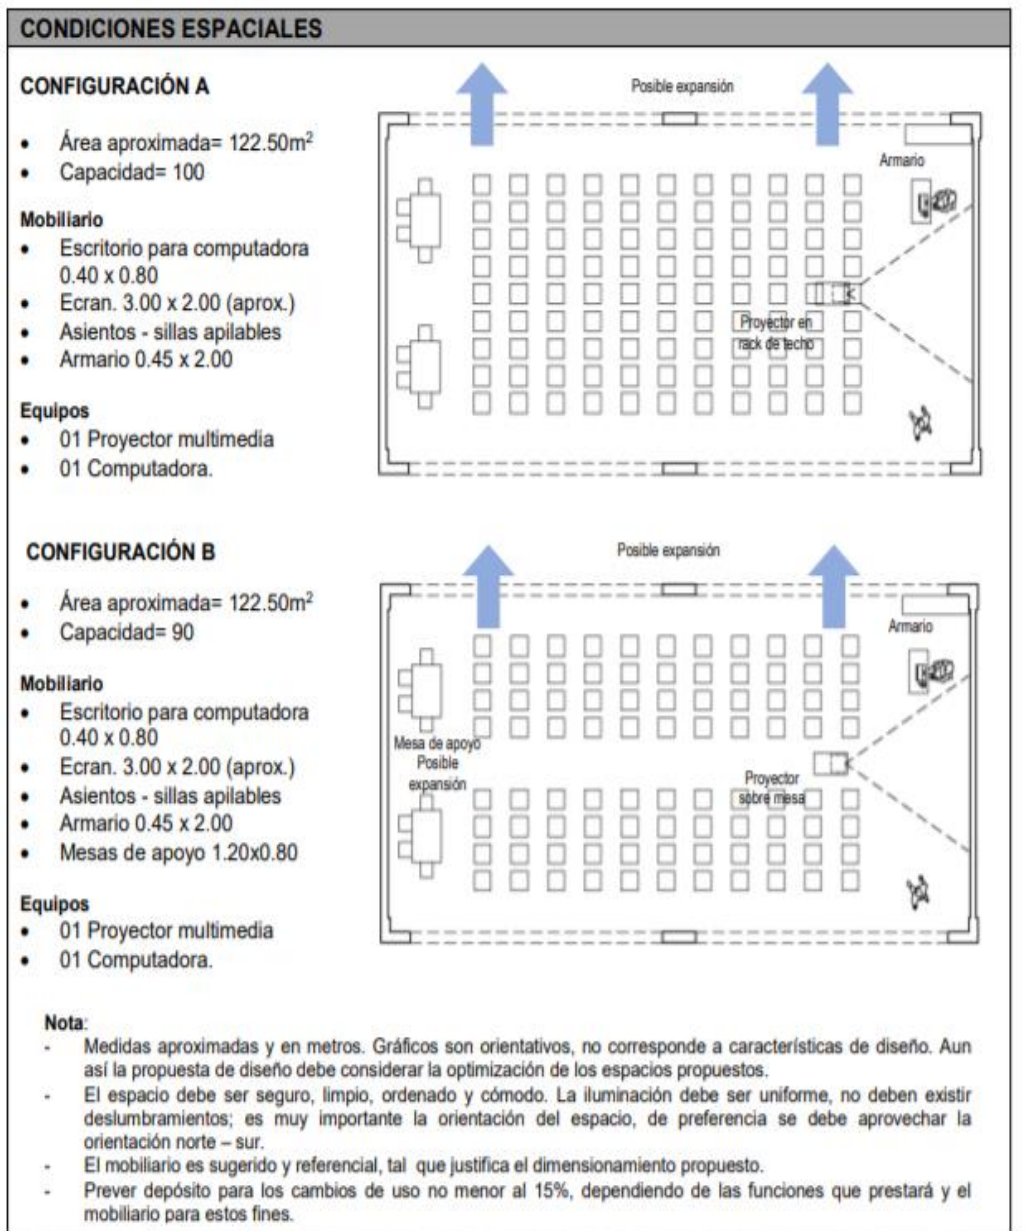 CONDICIONES ESPACIALES
CONFIGURACIÓN A
• Área aproximada= 122.50m²
• Capacidad= 100
Mobiliario
• Escritorio para computadora
0.40 x 0.80
• Ecran. 3.00 x 2.00 (aprox.)
• Asientos - sillas apilables
• Armario 0.45 x 2.00
Equipos
• 01 Proyector multimedia
• 01 Computadora.
Posible expansión
Armario
Proyector en
rack de techo
CONFIGURACIÓN B
• Área aproximada= 122.50m²
• Capacidad= 90
Mobiliario
• Escritorio para computadora
0.40 x 0.80
• Ecran. 3.00 x 2.00 (aprox.)
• Asientos - sillas apilables
• Armario 0.45 x 2.00
• Mesas de apoyo 1.20x0.80
Equipos
• 01 Proyector multimedia
• 01 Computadora.
Posible expansión
Armario
Mesa de apoyo
Posible
expansión
Proyector
sobre mesa
Nota:
- Medidas aproximadas y en metros. Gráficos son orientativos, no corresponde a características de diseño. Aun
así la propuesta de diseño debe considerar la optimización de los espacios propuestos.
- El espacio debe ser seguro, limpio, ordenado y cómodo. La iluminación debe ser uniforme, no deben existir
deslumbramientos; es muy importante la orientación del espacio, de preferencia se debe aprovechar la
orientación norte – sur.
- El mobiliario es sugerido y referencial, tal que justifica el dimensionamiento propuesto.
- Prever depósito para los cambios de uso no menor al 15%, dependiendo de las funciones que prestará y el
mobiliario para estos fines.